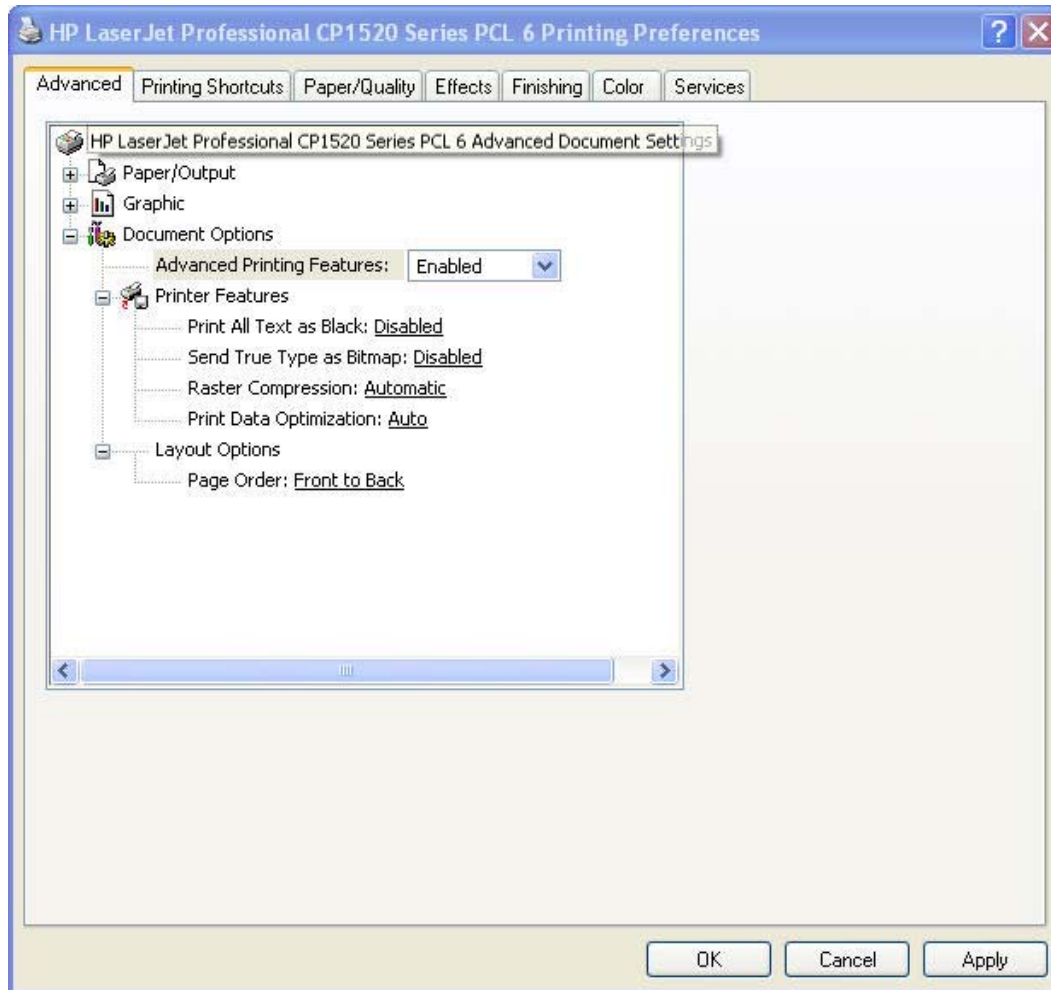 HP LaserJet Professional CP1520 Series PCL 6 Printing Preferences
Advanced Printing Shortcuts Paper/Quality Effects Finishing Color Services
HP LaserJet Professional CP1520 Series PCL 6 Advanced Document Settings
Paper/Output
Graphic
Document Options
Advanced Printing Features: Enabled
Printer Features
Print All Text as Black: Disabled
Send True Type as Bitmap: Disabled
Raster Compression: Automatic
Print Data Optimization: Auto
Layout Options
Page Order: Front to Back
OK Cancel Apply